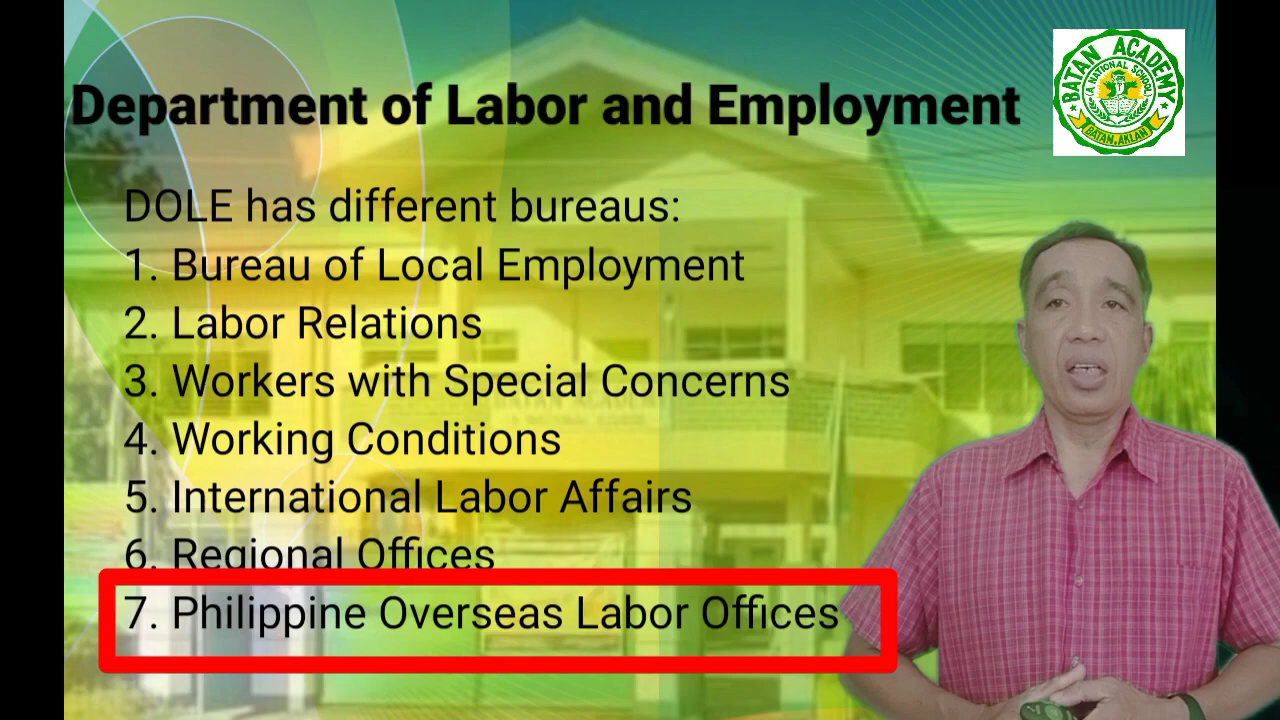 Department of Labor and Employment
BATAN ACADEMY
(A NATIONAL SCHOOL)
BATAN, AKLAN
DOLE has different bureaus:
1. Bureau of Local Employment
2. Labor Relations
3. Workers with Special Concerns
4. Working Conditions
5. International Labor Affairs
6. Regional Offices
7. Philippine Overseas Labor Offices